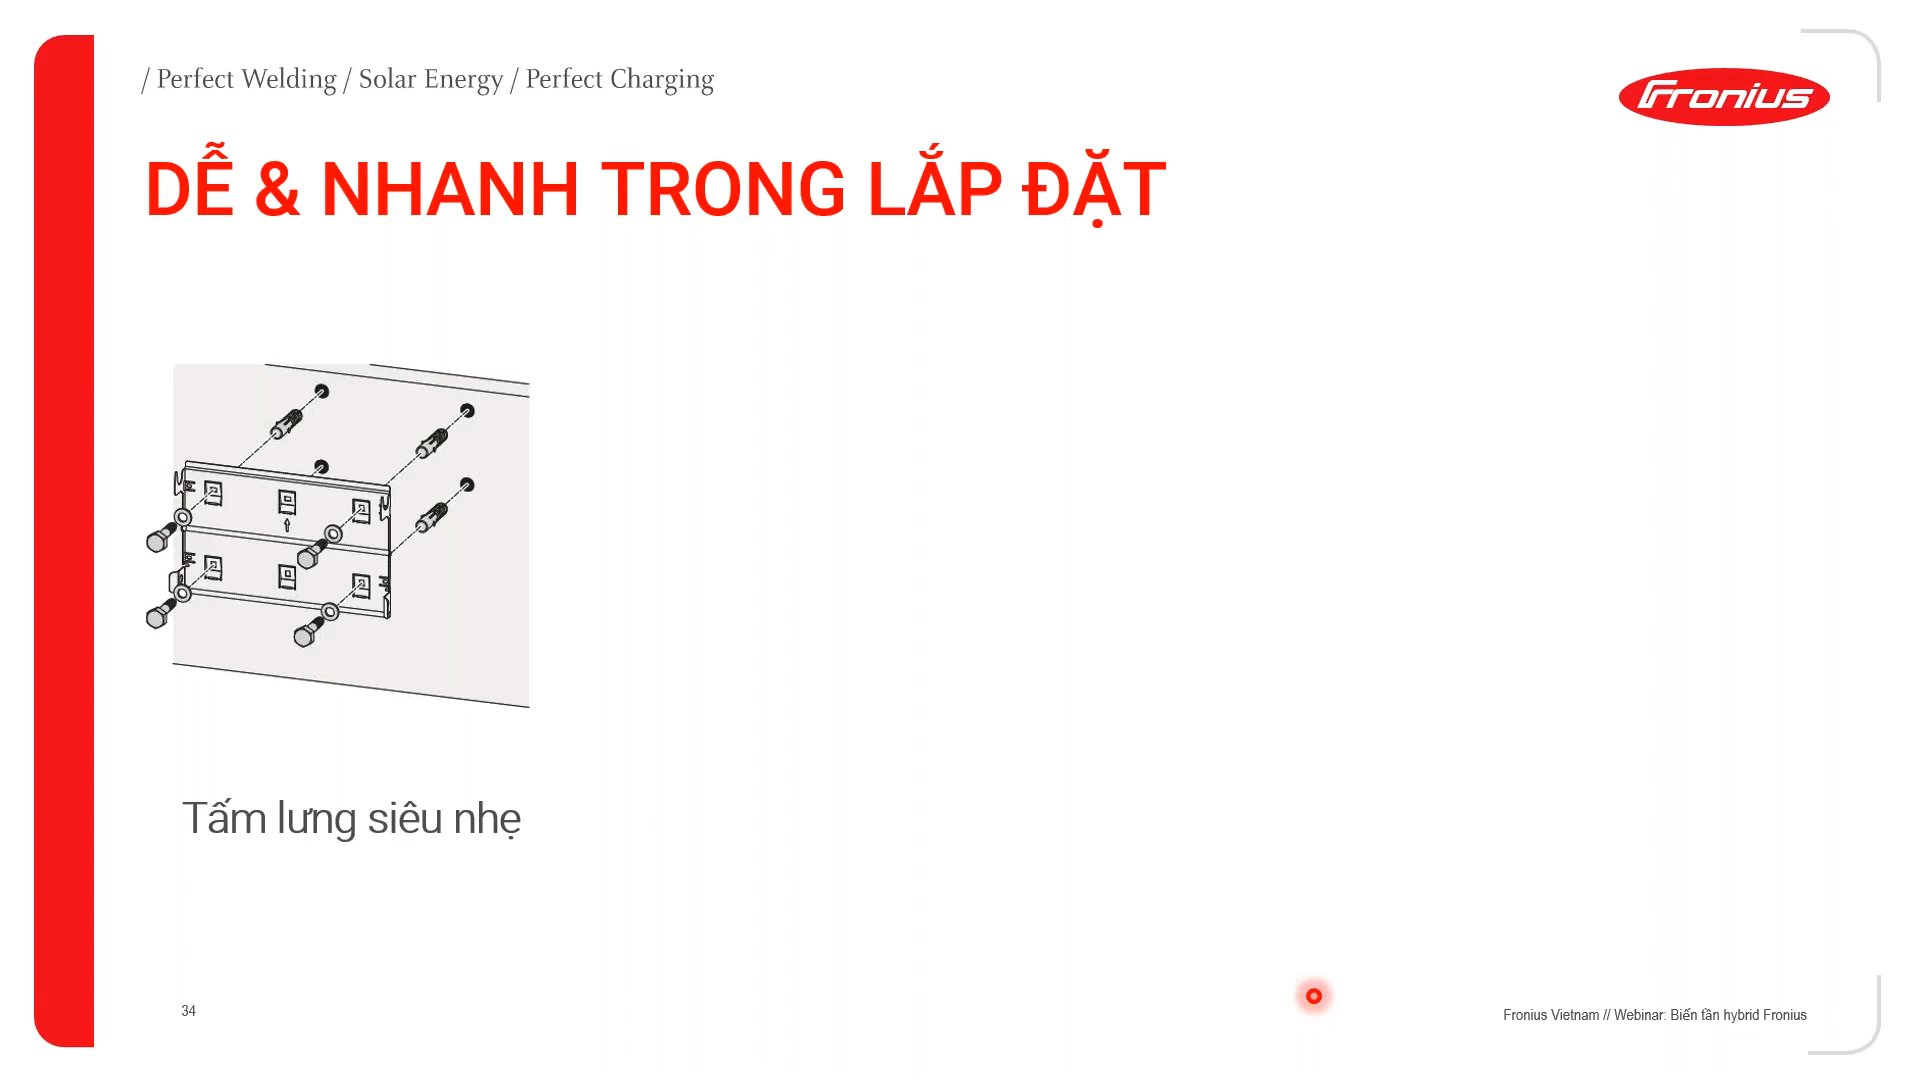 / Perfect Welding / Solar Energy / Perfect Charging
Fronius
DỄ & NHANH TRONG LẮP ĐẶT
Tấm lưng siêu nhẹ
34
Fronius Vietnam // Webinar: Biến tần hybrid Fronius